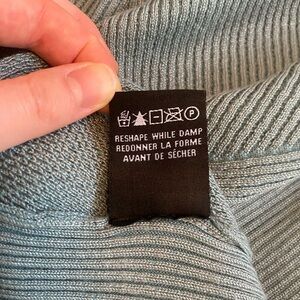 P
RESHAPE WHILE DAMP
REDONNER LA FORME
AVANT DE SÉCHER